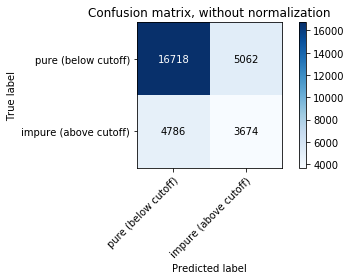 Confusion matrix, without normalization
True label
pure (below cutoff)
impure (above cutoff)
16718
5062
4786
3674
pure (below cutoff)
impure (above cutoff)
Predicted label
16000
14000
12000
10000
8000
6000
4000